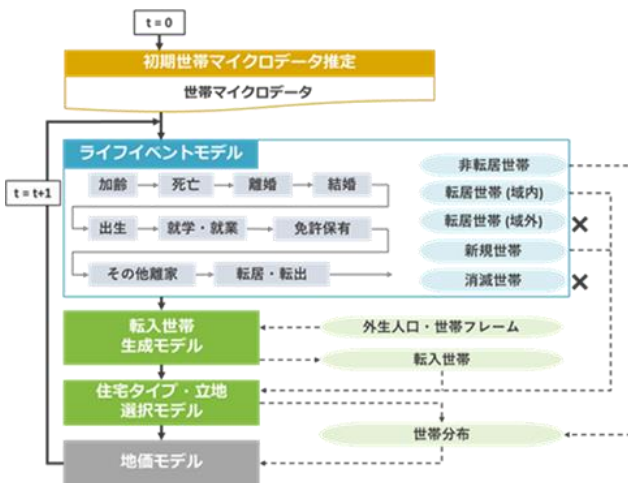 t = 0
初期世帯マイクロデータ推定
世帯マイクロデータ
ライフイベントモデル
t = t+1
加齢
死亡
離婚
結婚
出生
就学・就業
免許保有
その他離家
転居・転出
非転居世帯
転居世帯 (域内)
転居世帯 (域外)
新規世帯
消滅世帯
転入世帯
生成モデル
外生人口・世帯フレーム
転入世帯
住宅タイプ・立地
選択モデル
世帯分布
地価モデル